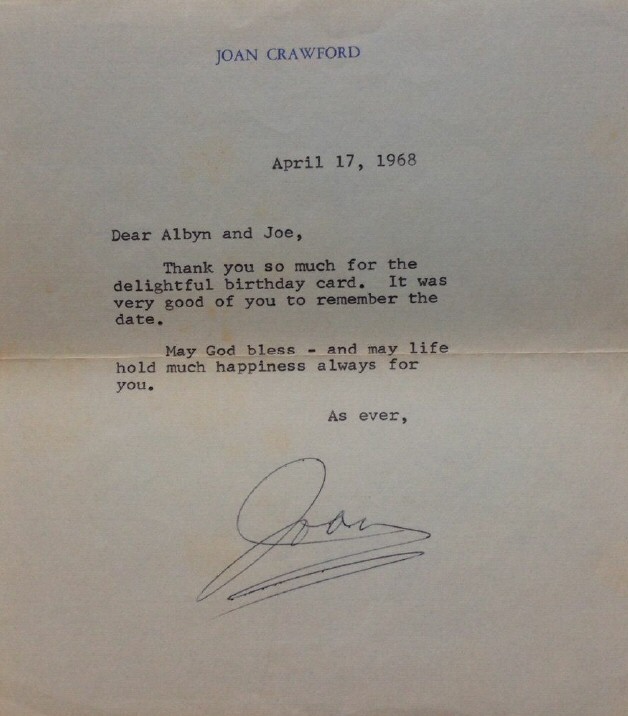 JOAN CRAWFORD
April 17, 1968
Dear Albyn and Joe,
Thank you so much for the
delightful birthday card. It was
very good of you to remember the
date.
May God bless - and may life
hold much happiness always for
you.
As ever,
Joan